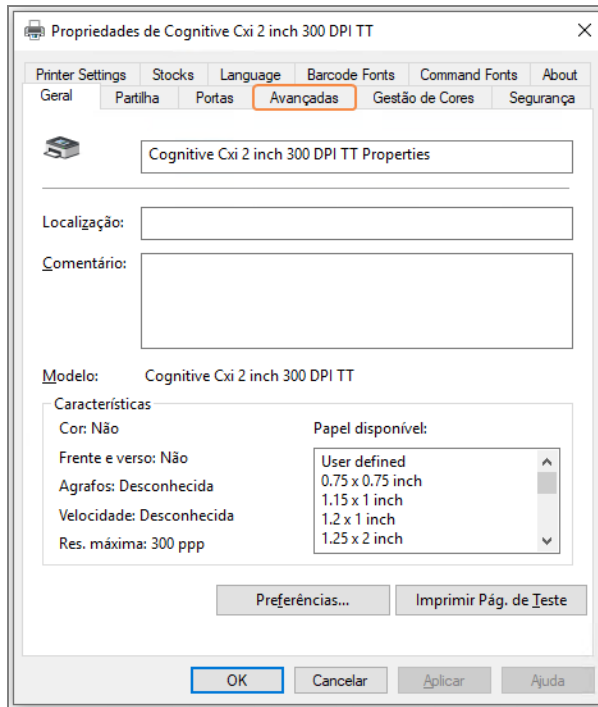 Propriedades de Cognitive Cxi 2 inch 300 DPI TT
Printer Settings Stocks Language Barcode Fonts Command Fonts About
Geral Partilha Portas Avançadas Gestão de Cores Segurança
Cognitive Cxi 2 inch 300 DPI TT Properties
Localização:
Comentário:
Modelo: Cognitive Cxi 2 inch 300 DPI TT
Características
Cor: Não
Frente e verso: Não
Agrafos: Desconhecida
Velocidade: Desconhecida
Res. máxima: 300 ppp
Papel disponível:
User defined
0.75 x 0.75 inch
1.15 x 1 inch
1.2 x 1 inch
1.25 x 2 inch
Preferências... Imprimir Pág. de Teste
OK Cancelar Aplicar Ajuda